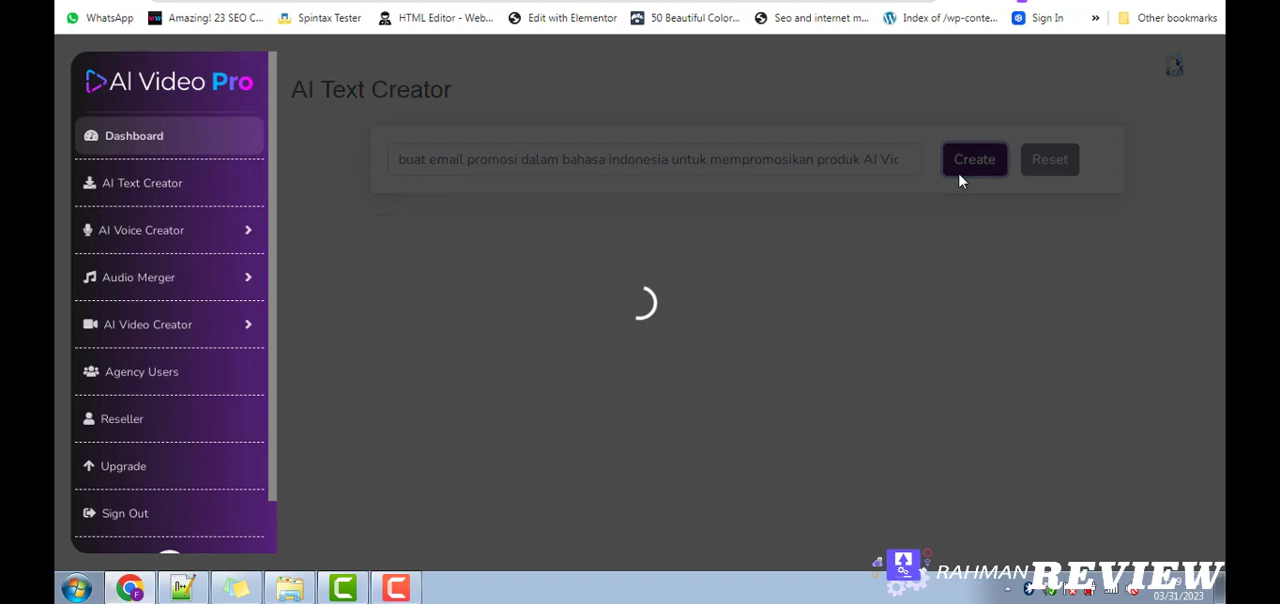 WhatsApp
Amazing! 23 SEO C...
Spintax Tester
HTML Editor - Web...
Edit with Elementor
50 Beautiful Color...
Seo and internet m...
Index of /wp-conte...
Sign In
»
Other bookmarks
AI Video Pro
AI Text Creator
Dashboard
buat email promosi dalam bahasa indonesia untuk mempromosikan produk AI Vid
Create
Reset
AI Text Creator
AI Voice Creator
Audio Merger
AI Video Creator
Agency Users
Reseller
Upgrade
Sign Out
RAHMAN REVIEW
03/31/2023